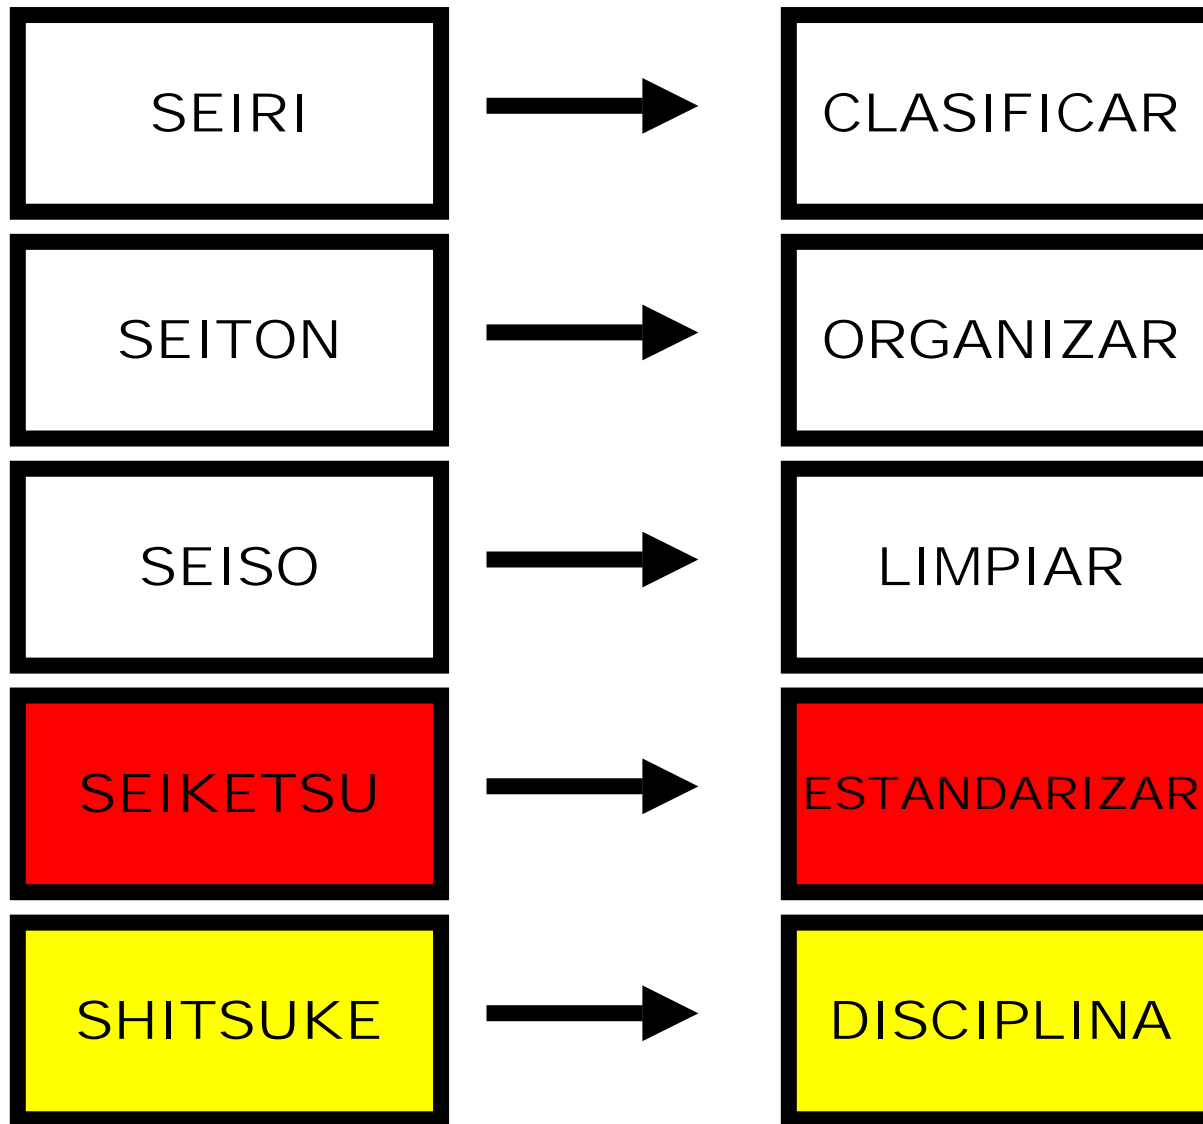 SEIRI CLASIFICAR
SEITON ORGANIZAR
SEISO LIMPIAR
SEIKETSU ESTANDARIZAR
SHITSUKE DISCIPLINA